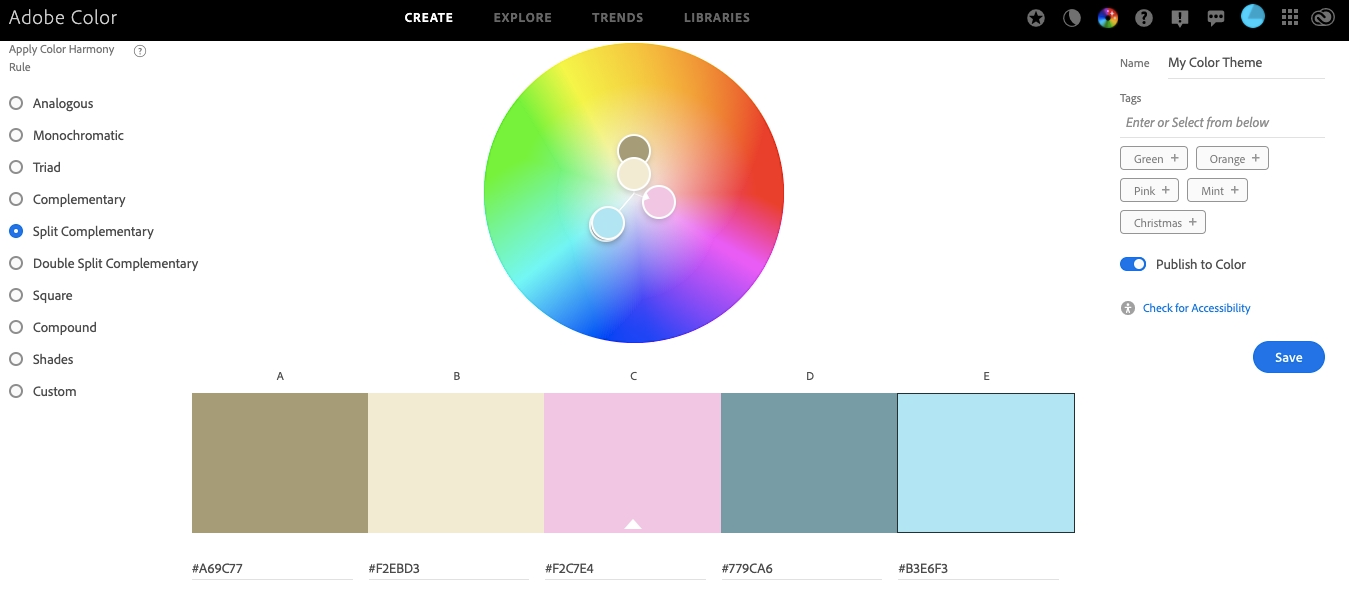 Adobe Color
CREATE
EXPLORE
TRENDS
LIBRARIES
Apply Color Harmony
Rule
Analogous
Monochromatic
Triad
Complementary
Split Complementary
Double Split Complementary
Square
Compound
Shades
Custom
Name My Color Theme
Tags
Enter or Select from below
Green +
Orange +
Pink +
Mint +
Christmas +
Publish to Color
Check for Accessibility
Save
A
B
C
D
E
#A69C77
#F2EBD3
#F2C7E4
#779CA6
#B3E6F3